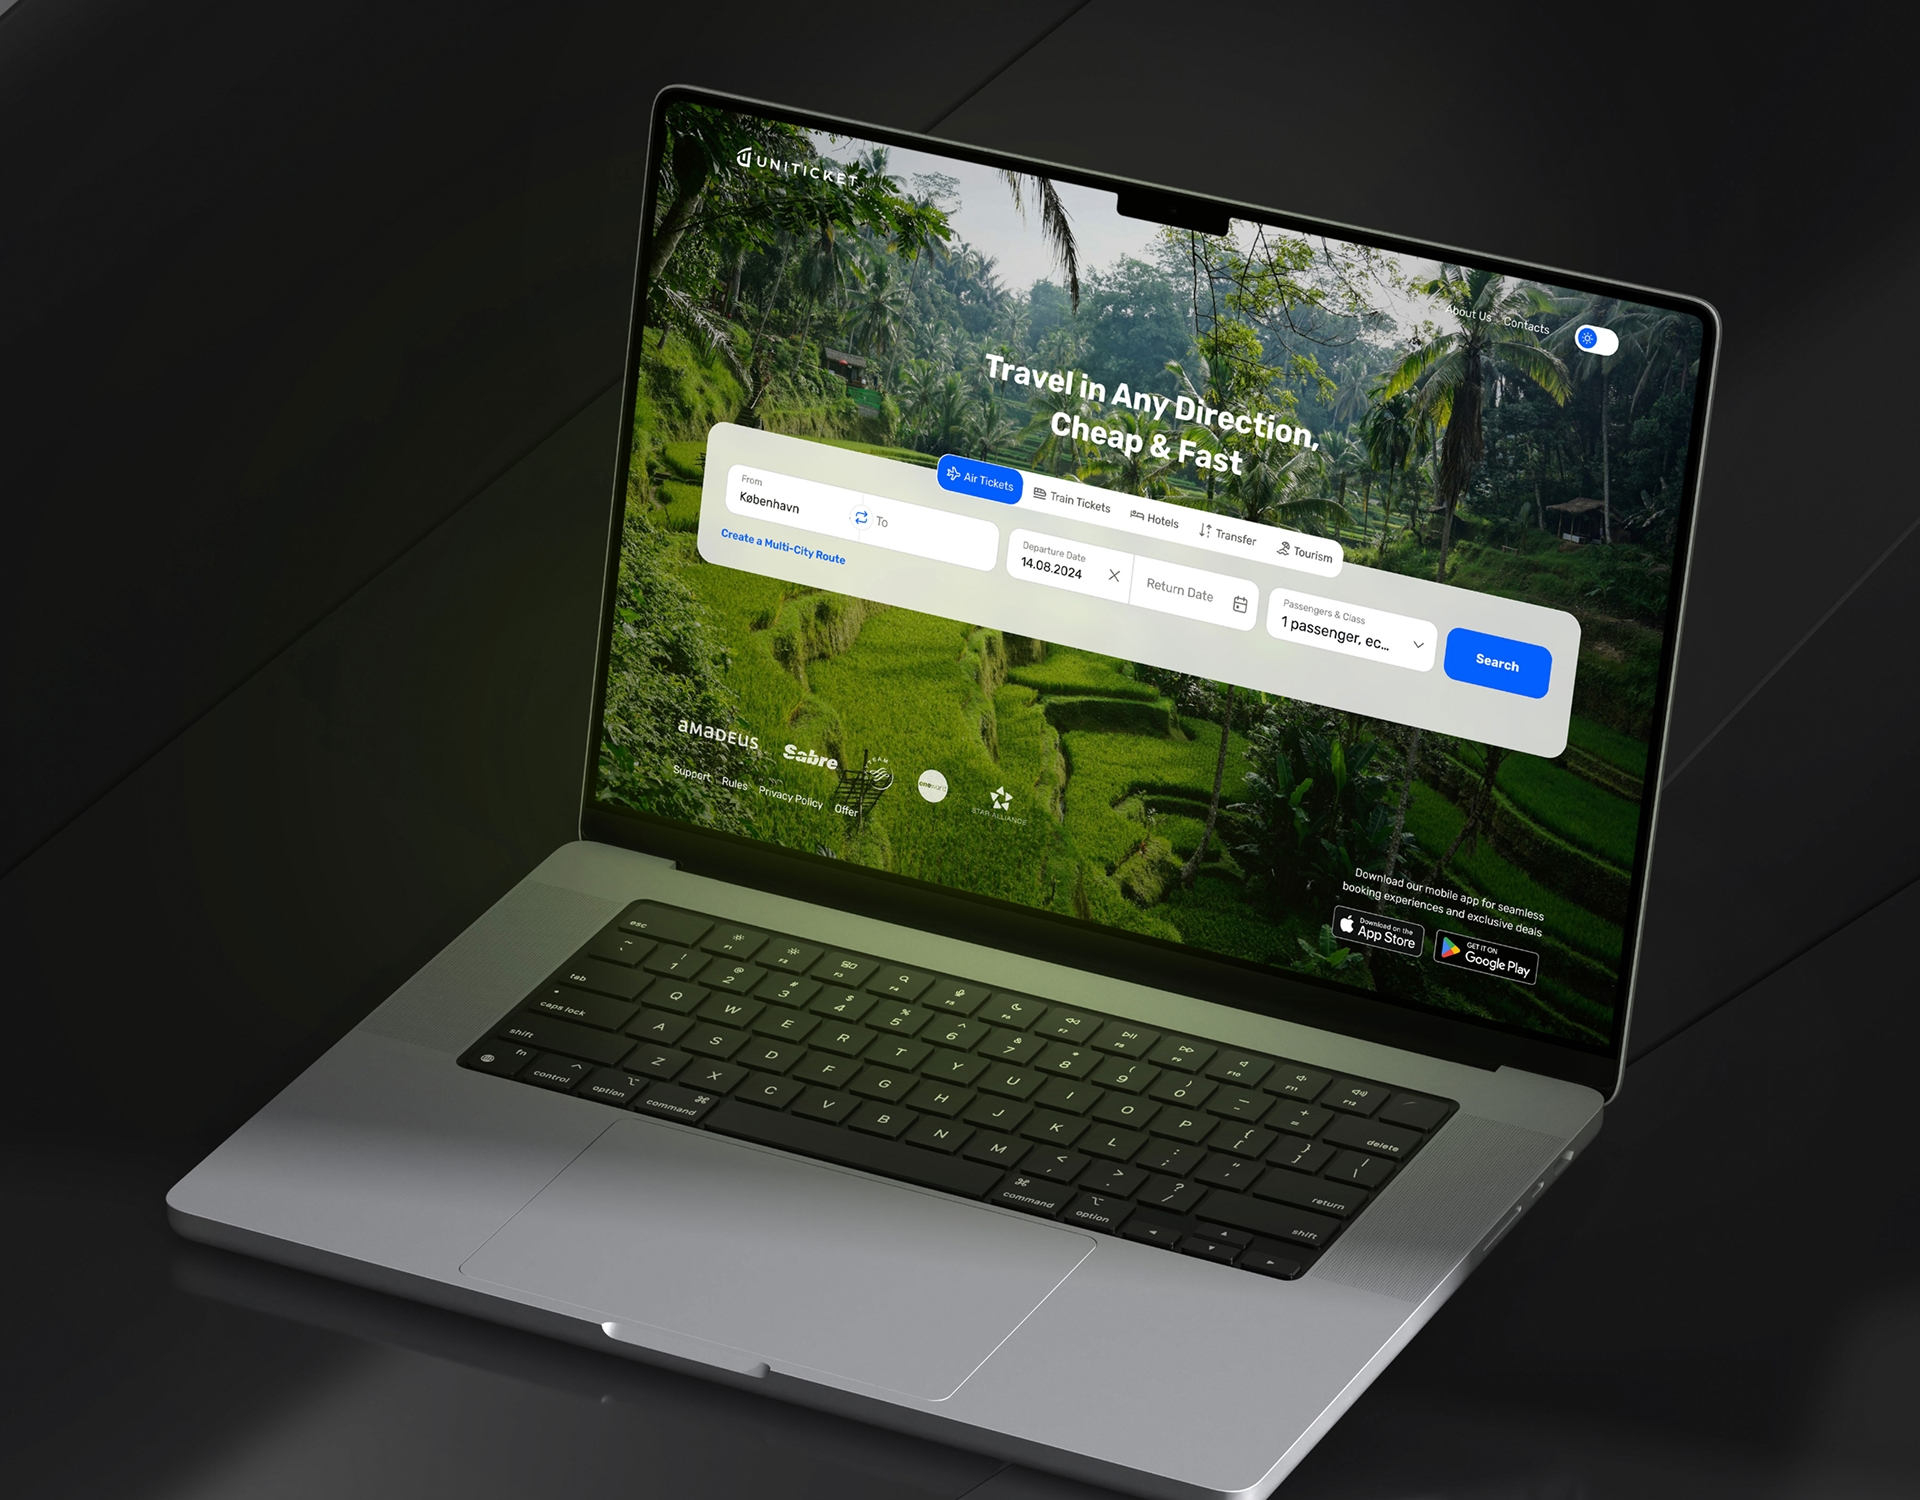 UNITICKET
About Us Contacts
Travel in Any Direction,
Cheap & Fast
Air Tickets Train Tickets Hotels Transfer Tourism
From
København
To
Departure Date
14.08.2024
Return Date
Passengers & Class
1 passenger, ec...
Search
Create a Multi-City Route
aMaDEUS
Sabre
TEAM
oneworld
STAR ALLIANCE
Support Rules Privacy Policy Offer
Download our mobile app for seamless
booking experiences and exclusive deals
Download on the
App Store
GET IT ON
Google Play
esc F1 F2 F3 F4 F5 F6 F7 F8 F9 F10 F11 F12
~ ` ! 1 @ 2 # 3 $ 4 % 5 ^ 6 & 7 * 8 ( 9 ) 0 _ - + = delete
tab Q W E R T Y U I O P { [ } ] | \
caps lock A S D F G H J K L : ; " ' return
shift Z X C V B N M < , > . ? / shift
fn control option command command option